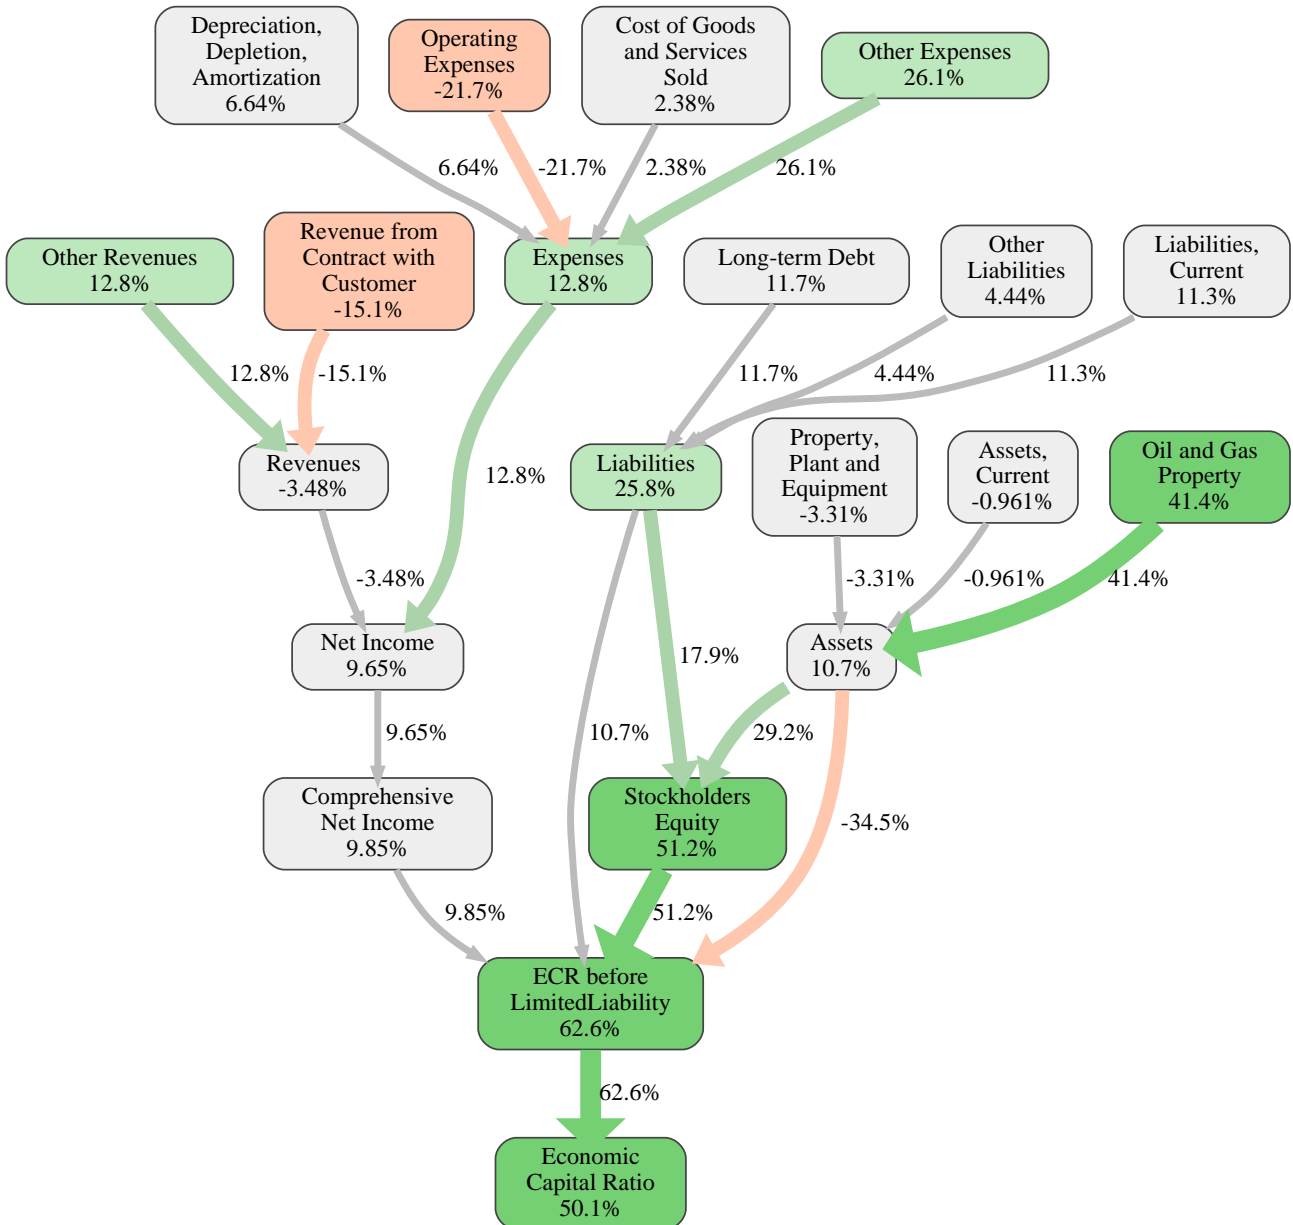 Depreciation,
Depletion,
Amortization
6.64%
Operating
Expenses
-21.7%
Cost of Goods
and Services
Sold
2.38%
Other Expenses
26.1%
6.64%
-21.7%
2.38%
26.1%
Other Revenues
12.8%
Revenue from
Contract with
Customer
-15.1%
Expenses
12.8%
Long-term Debt
11.7%
Other
Liabilities
4.44%
Liabilities,
Current
11.3%
12.8%
-15.1%
11.7%
4.44%
11.3%
Revenues
-3.48%
12.8%
Liabilities
25.8%
Property,
Plant and
Equipment
-3.31%
Assets,
Current
-0.961%
Oil and Gas
Property
41.4%
-3.48%
-3.31%
-0.961%
41.4%
Net Income
9.65%
17.9%
Assets
10.7%
9.65%
10.7%
29.2%
Comprehensive
Net Income
9.85%
Stockholders
Equity
51.2%
-34.5%
9.85%
51.2%
ECR before
LimitedLiability
62.6%
62.6%
Economic
Capital Ratio
50.1%